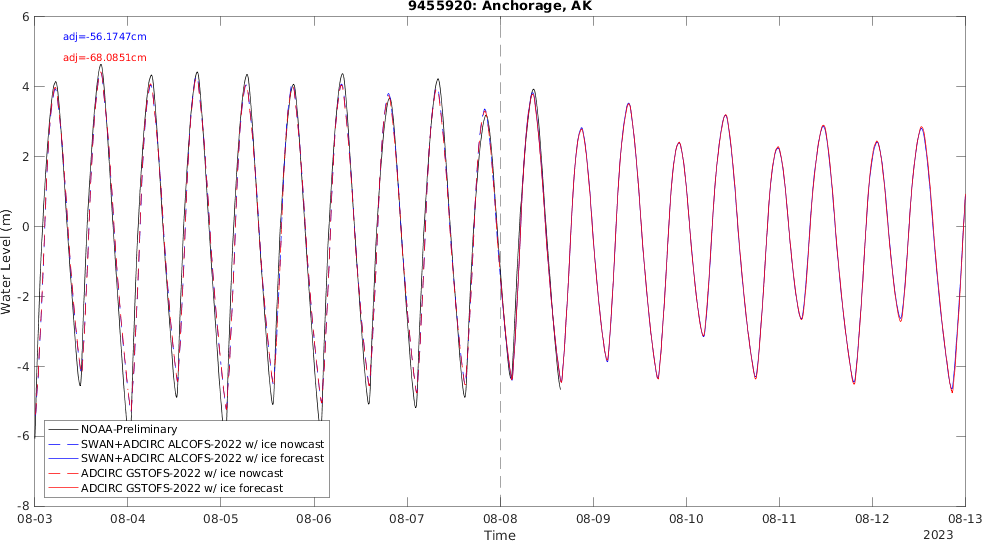 9455920: Anchorage, AK
adj=-56.1747cm
adj=-68.0851cm
Water Level (m)
6
4
2
0
-2
-4
-6
-8
NOAA-Preliminary
SWAN+ADCIRC ALCOFS-2022 w/ ice nowcast
SWAN+ADCIRC ALCOFS-2022 w/ ice forecast
ADCIRC GSTOFS-2022 w/ ice nowcast
ADCIRC GSTOFS-2022 w/ ice forecast
08-03 08-04 08-05 08-06 08-07 08-08 08-09 08-10 08-11 08-12 08-13
Time
2023